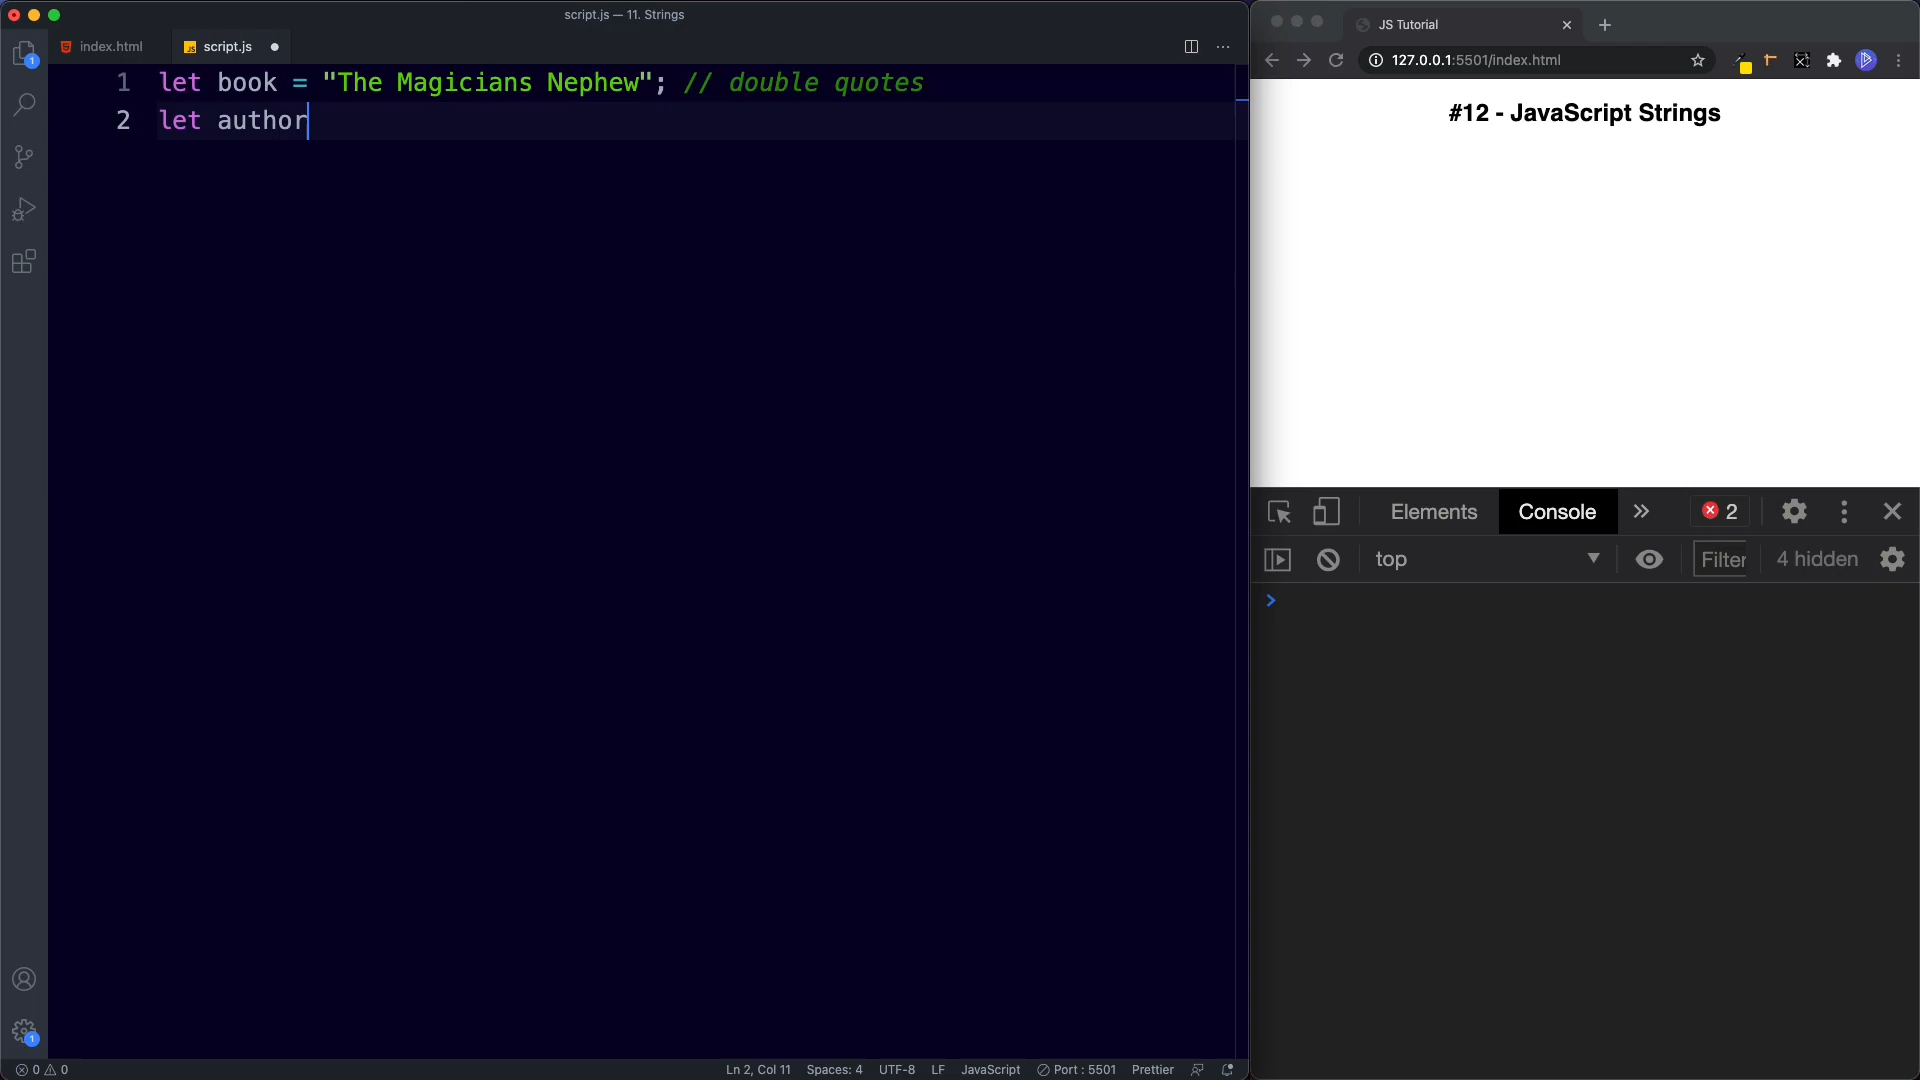 script.js — 11. Strings
index.html
script.js
1 let book = "The Magicians Nephew"; // double quotes
2 let author
1
1
0 0
Ln 2, Col 11 Spaces: 4 UTF-8 LF JavaScript Port : 5501 Prettier
JS Tutorial
127.0.0.1:5501/index.html
#12 - JavaScript Strings
Elements Console 2
top Filter 4 hidden